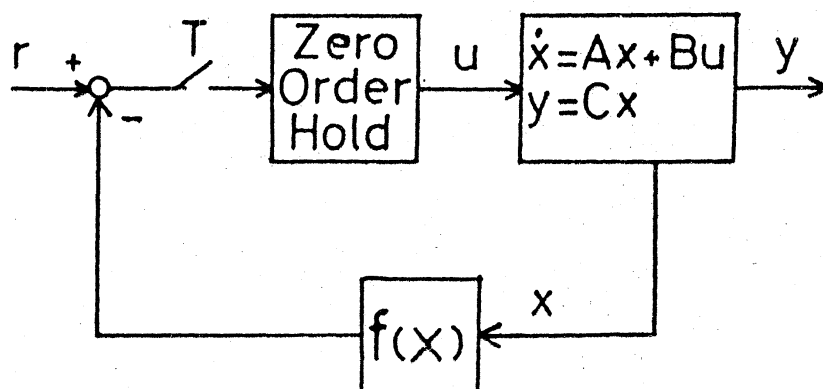 r
+
-
T
Zero
Order
Hold
u
ẋ=Ax+Bu
y=Cx
y
x
f(x)